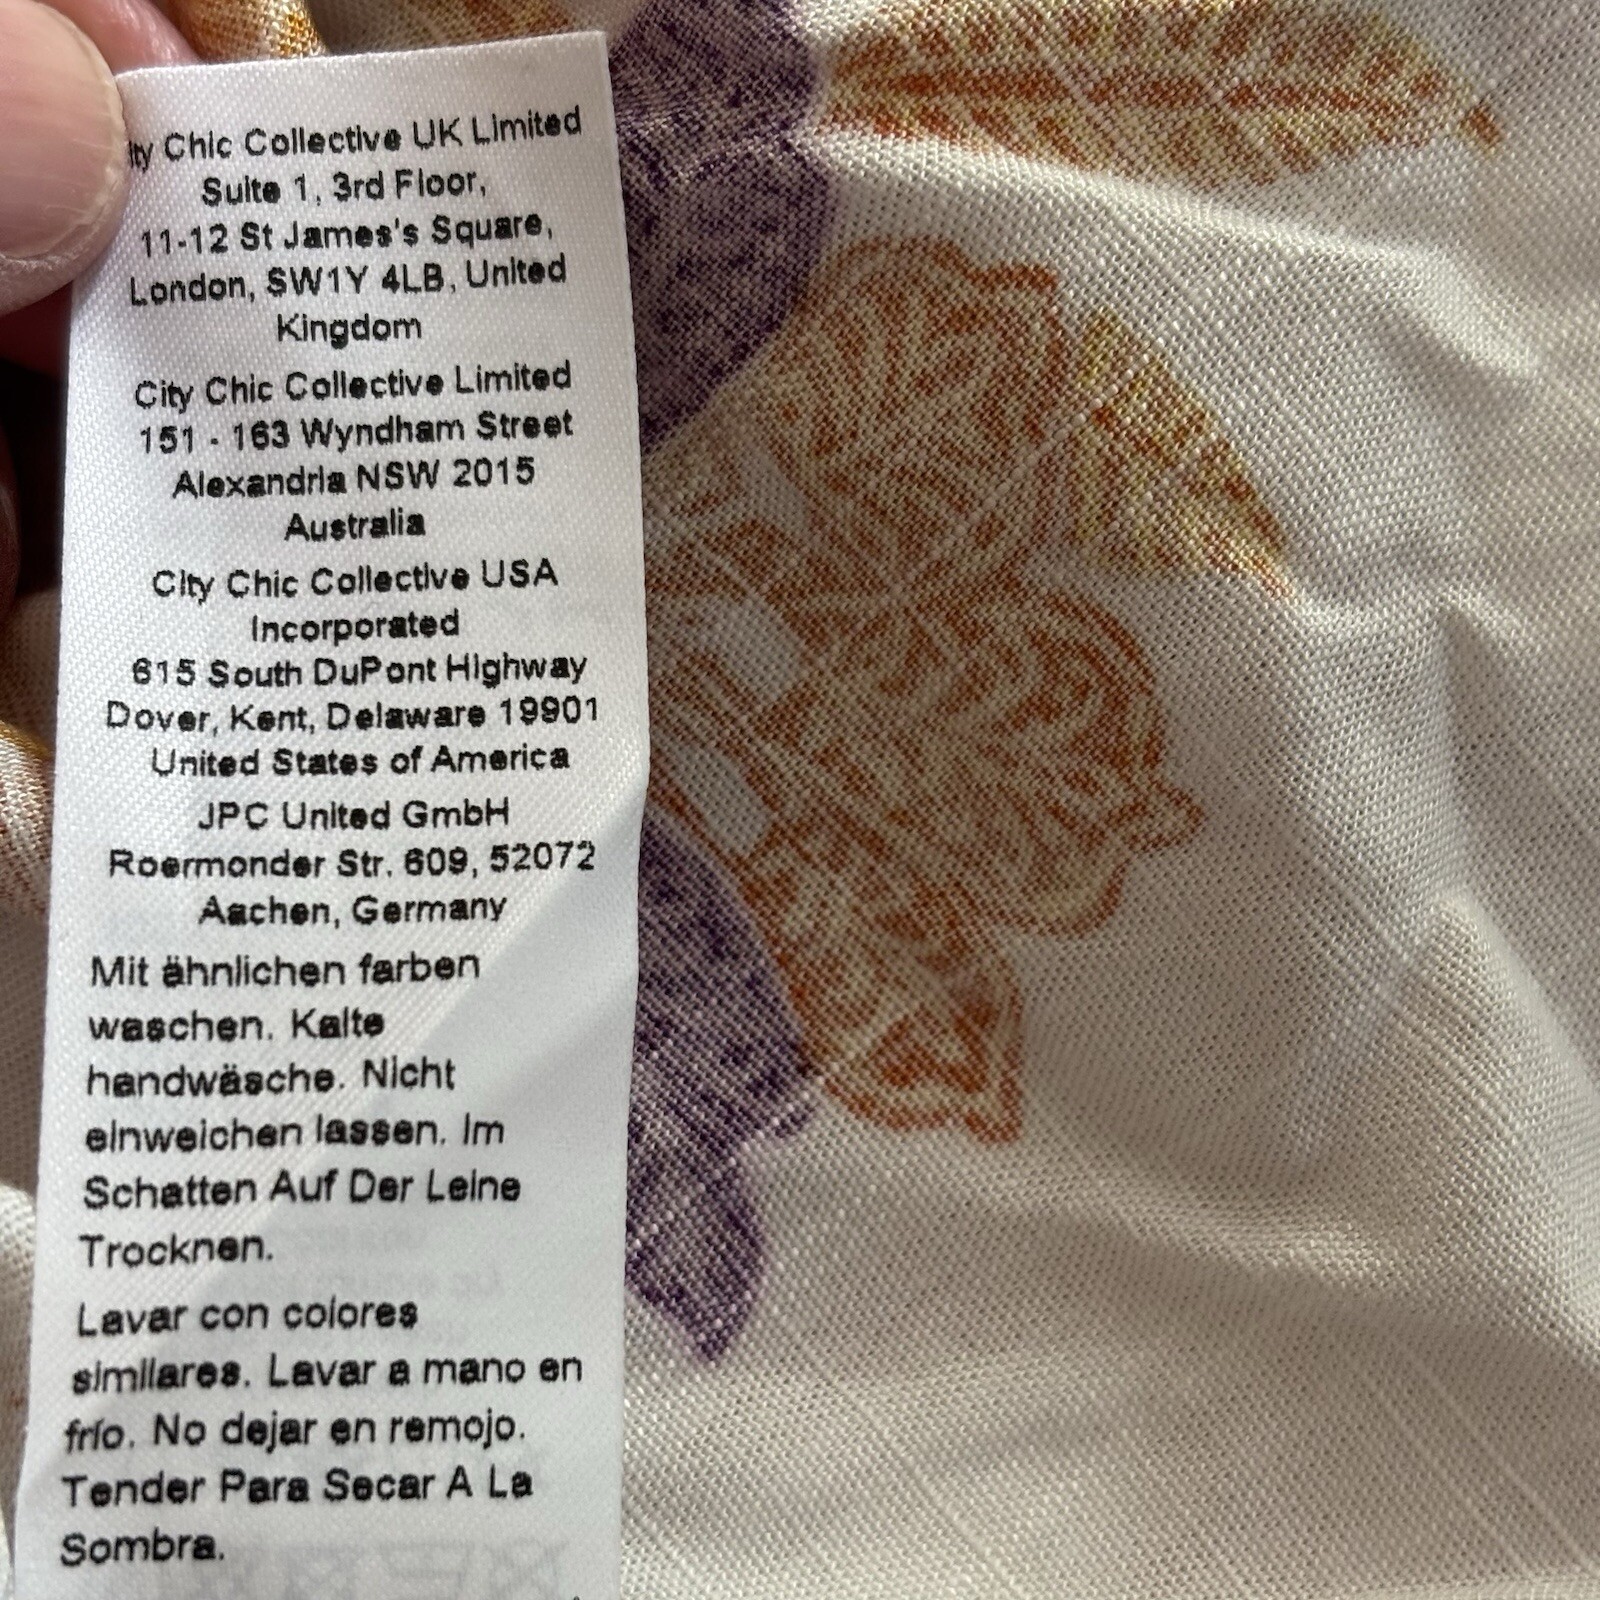 ity Chic Collective UK Limited
Suite 1, 3rd Floor,
11-12 St James's Square,
London, SW1Y 4LB, United
Kingdom
City Chic Collective Limited
151 - 163 Wyndham Street
Alexandria NSW 2015
Australia
City Chic Collective USA
Incorporated
615 South DuPont Highway
Dover, Kent, Delaware 19901
United States of America
JPC United GmbH
Roermonder Str. 609, 52072
Aachen, Germany
Mit ähnlichen farben
waschen. Kalte
handwäsche. Nicht
einweichen lassen. Im
Schatten Auf Der Leine
Trocknen.
Lavar con colores
similares. Lavar a mano en
frío. No dejar en remojo.
Tender Para Secar A La
Sombra.